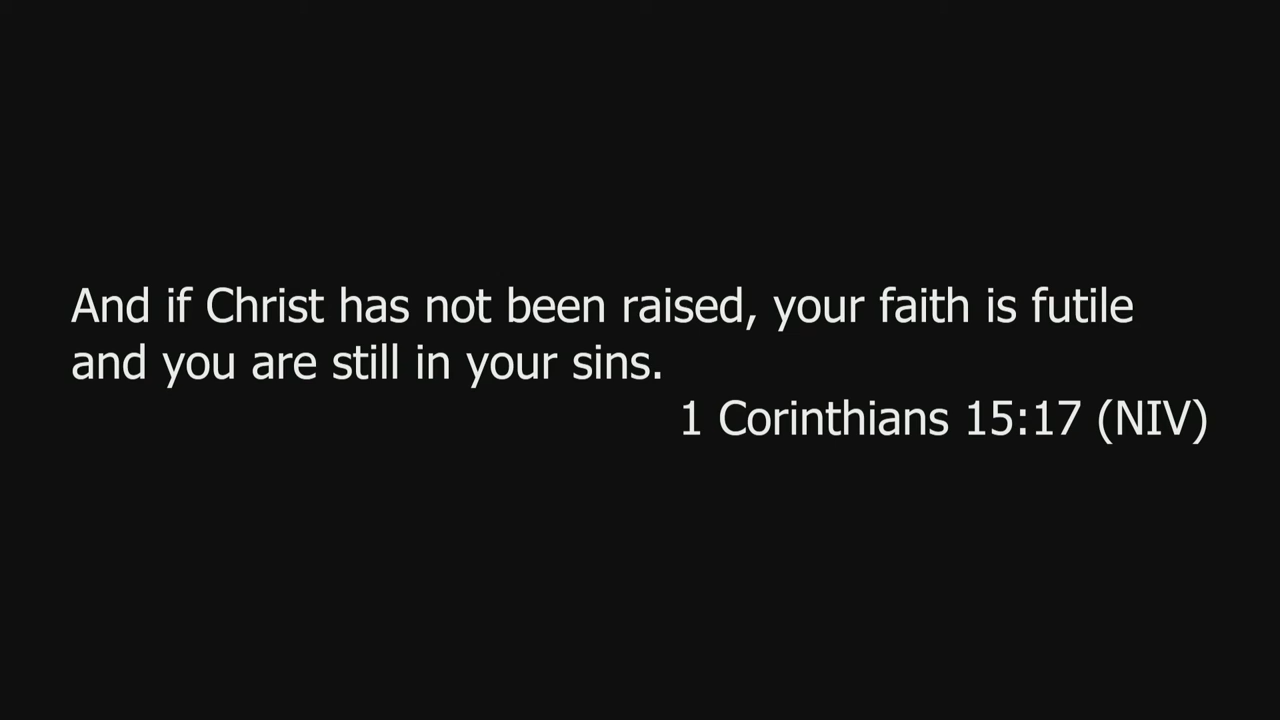 And if Christ has not been raised, your faith is futile
and you are still in your sins.
1 Corinthians 15:17 (NIV)